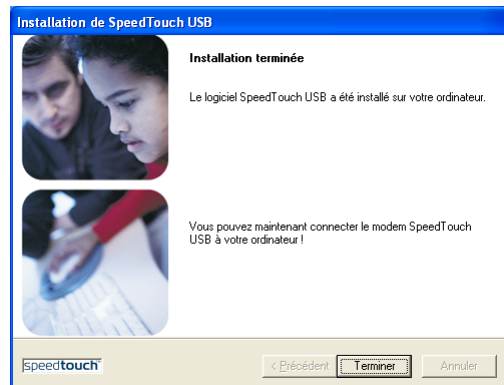 Installation de SpeedTouch USB
Installation terminée
Le logiciel SpeedTouch USB a été installé sur votre ordinateur.
Vous pouvez maintenant connecter le modem SpeedTouch
USB à votre ordinateur !
speedtouch™
< Précédent
Terminer
Annuler